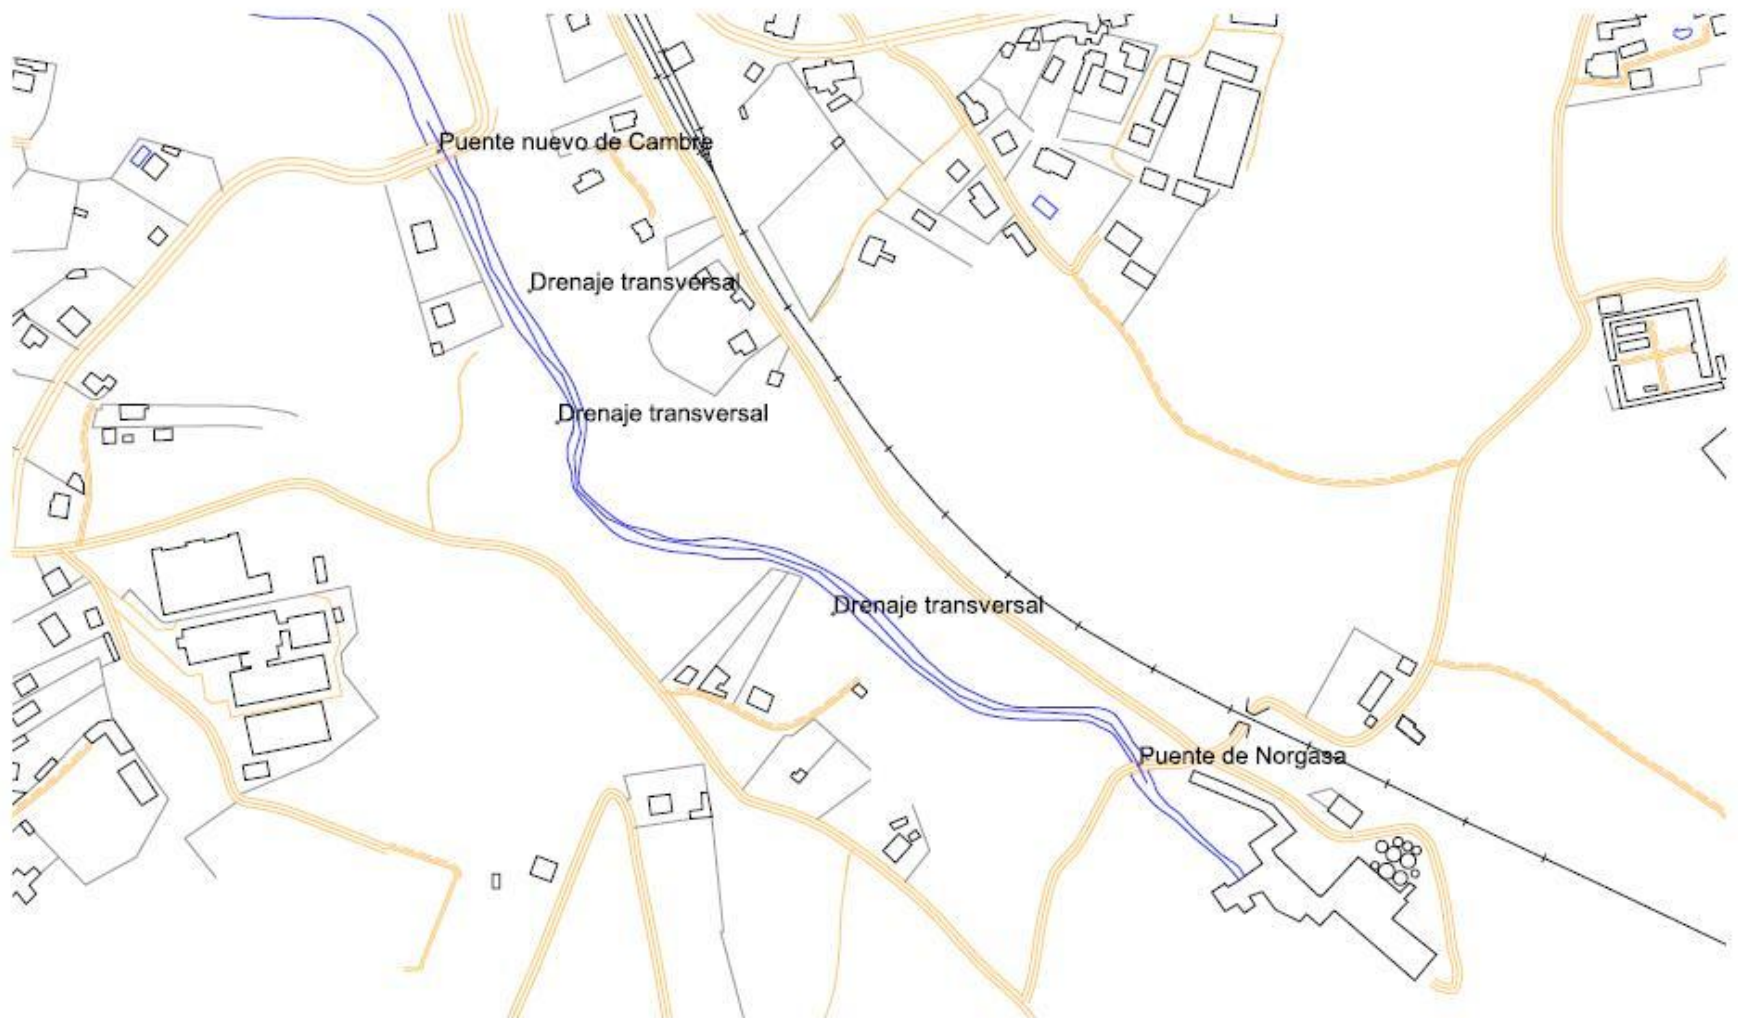 Puente nuevo de Cambre
Drenaje transversal
Drenaje transversal
Drenaje transversal
Puente de Norgasa